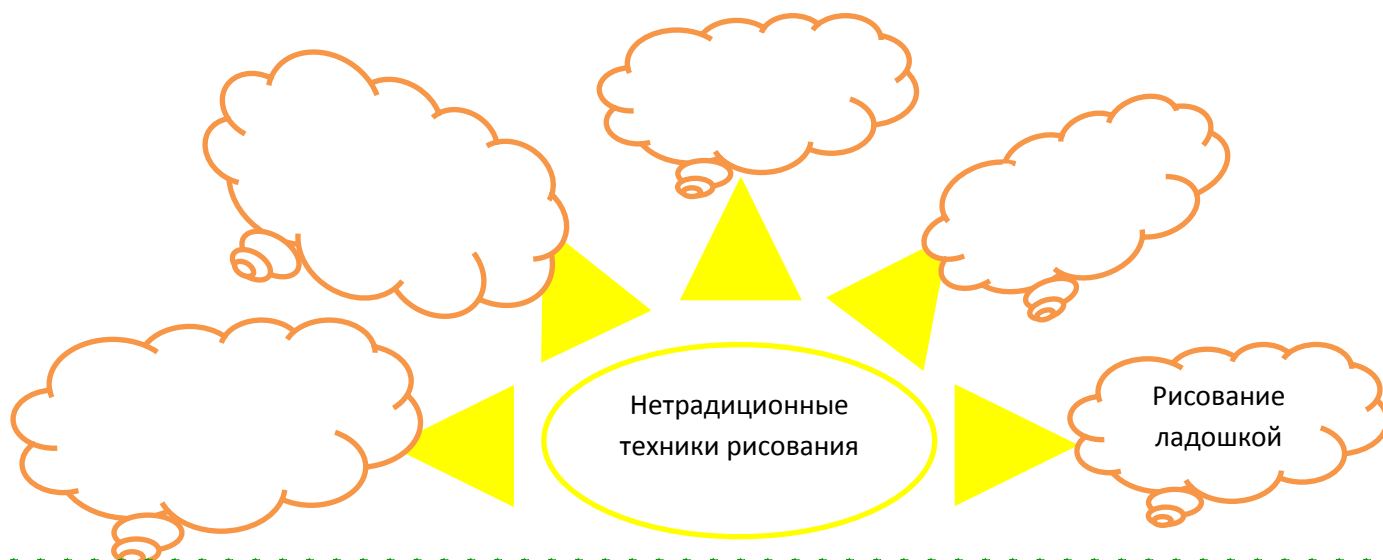 Нетрадиционные
техники рисования
Рисование
ладошкой